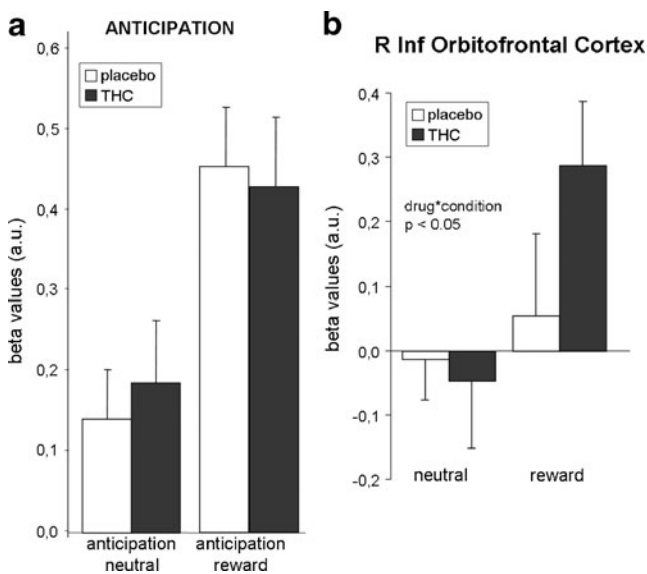 a
ANTICIPATION
0,6
0,5
0,4
0,3
0,2
0,1
0,0
beta values (a.u.)
placebo
THC
anticipation neutral
anticipation reward
b
R Inf Orbitofrontal Cortex
0,4
0,3
0,2
0,1
0,0
-0,1
-0,2
beta values (a.u.)
placebo
THC
drug*condition
p < 0.05
neutral
reward